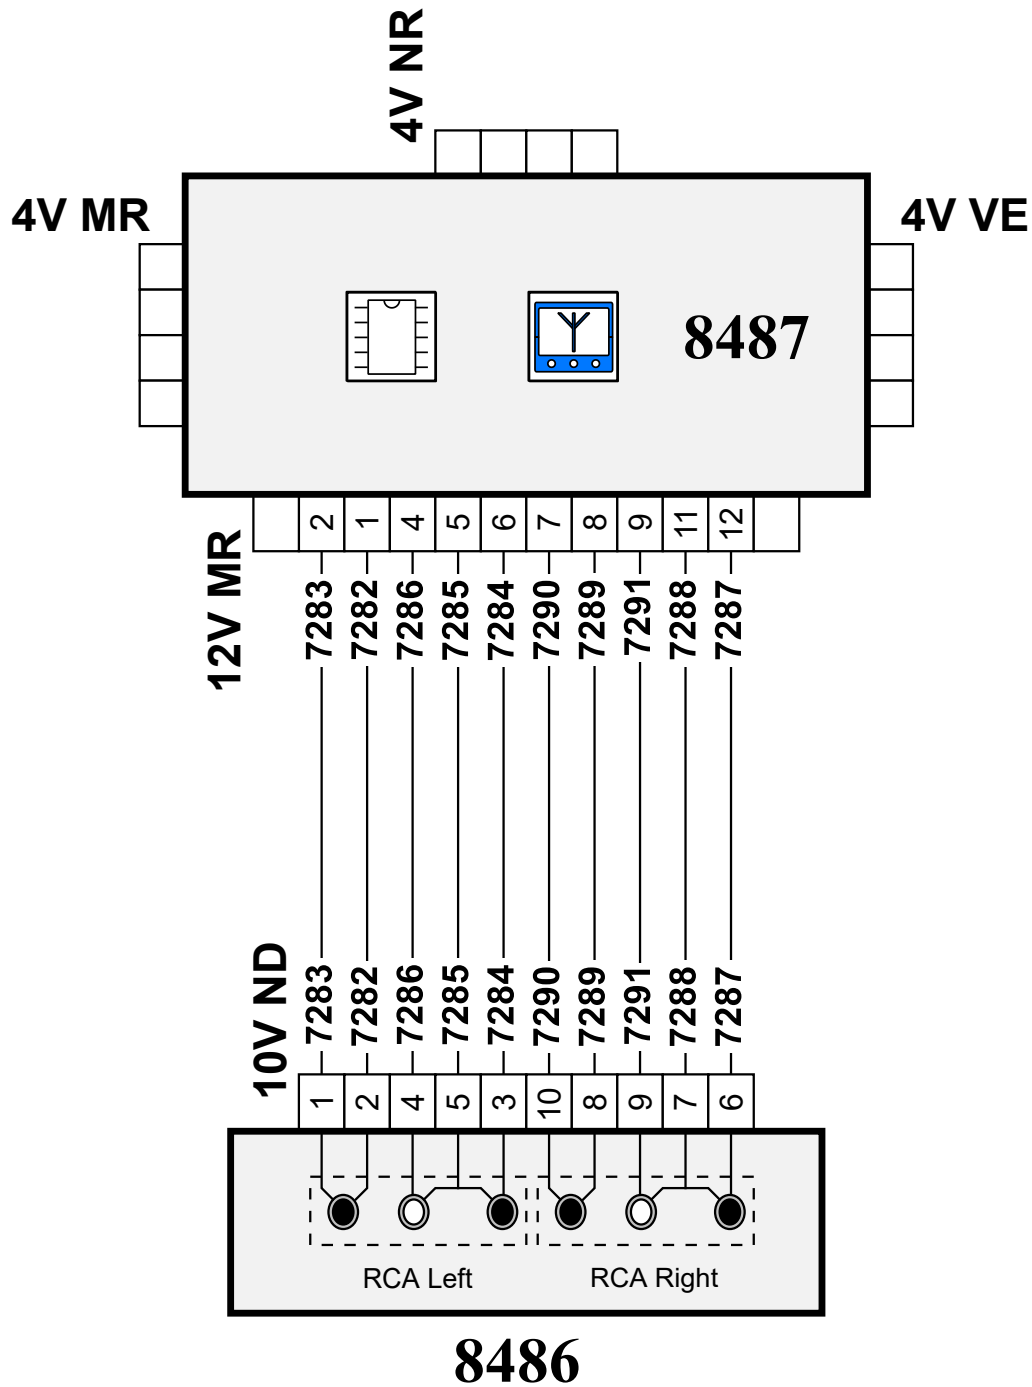 4V NR
4V MR
4V VE
8487
12V MR
2 1 4 5 6 7 8 9 11 12
7283 7282 7286 7285 7284 7290 7289 7291 7288 7287
10V ND
7283 7282 7286 7285 7284 7290 7289 7291 7288 7287
1 2 4 5 3 10 8 9 7 6
RCA Left RCA Right
8486